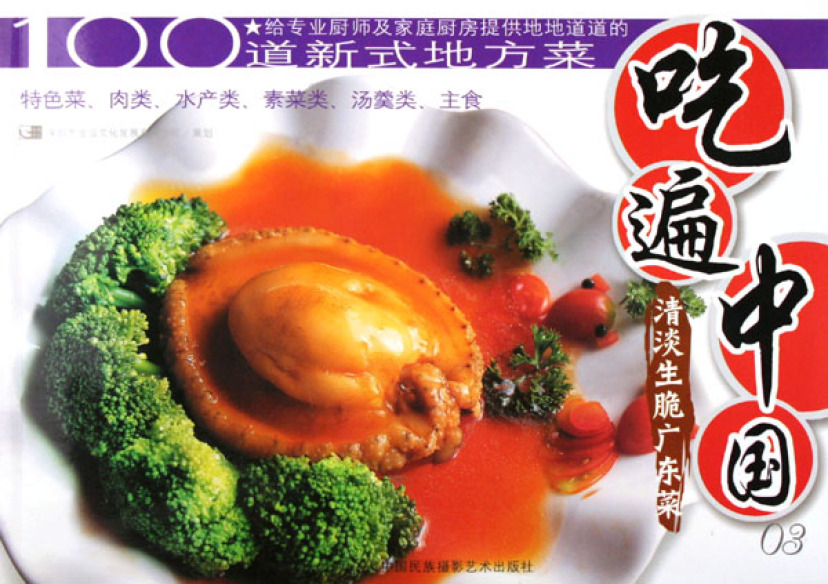 100
★给专业厨师及家庭厨房提供地地道道的
道新式地方菜
特色菜、肉类、水产类、素菜类、汤羹类、主食
策划
吃遍中国
清淡生脆广东菜
03
中国民族摄影艺术出版社